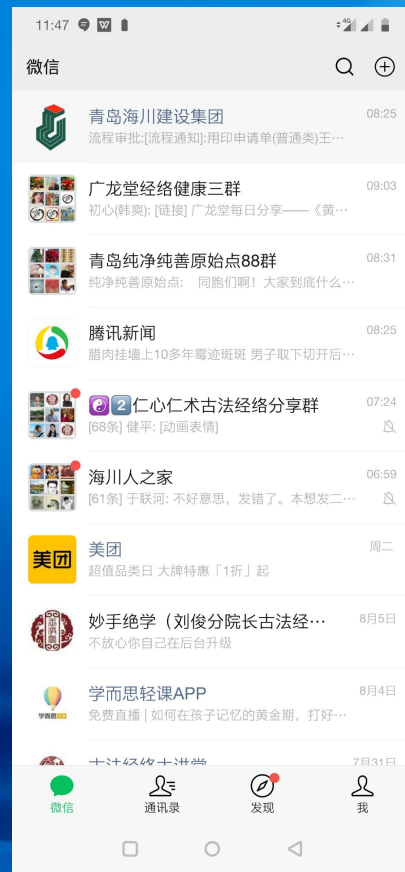 11:47
4G
微信
青岛海川建设集团
08:25
流程审批:[流程通知]:用印申请单(普通类)王…
广龙堂经络健康三群
09:03
初心(韩爽): [链接] 广龙堂每日分享——《黄…
青岛纯净纯善原始点88群
08:31
纯净纯善原始点: 同胞们啊！大家到底什么…
腾讯新闻
08:25
腊肉挂墙上10多年霉迹斑斑 男子取下切开后…
☯2仁心仁术古法经络分享群
07:24
[68条] 健平: [动画表情]
海川人之家
06:59
[61条] 于联河: 不好意思，发错了。本想发二…
美团
美团
周二
超值品类日 大牌特惠「1折」起
妙手绝学（刘俊分院长古法经…
8月5日
不放心你自己在后台升级
学而思轻课APP
8月4日
免费直播 | 如何在孩子记忆的黄金期，打好…
古法经络大讲堂
7月31日
微信
通讯录
发现
我